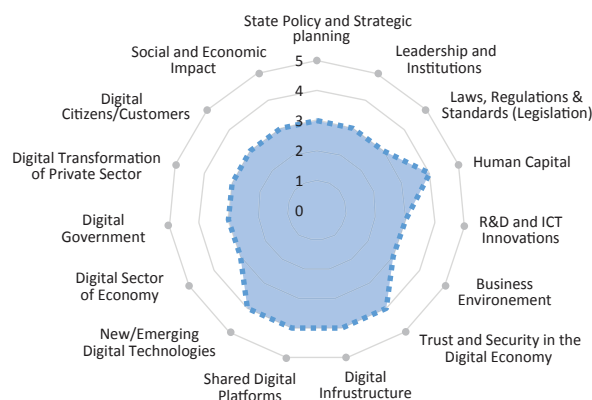 State Policy and Strategic
planning
Leadership and
Institutions
Laws, Regulations &
Standards (Legislation)
Human Capital
R&D and ICT
Innovations
Business
Environement
Trust and Security in the
Digital Economy
Digital
Infrustructure
Shared Digital
Platforms
New/Emerging
Digital Technologies
Digital Sector
of Economy
Digital
Government
Digital Transformation
of Private Sector
Digital
Citizens/Customers
Social and Economic
Impact
5
4
3
2
1
0